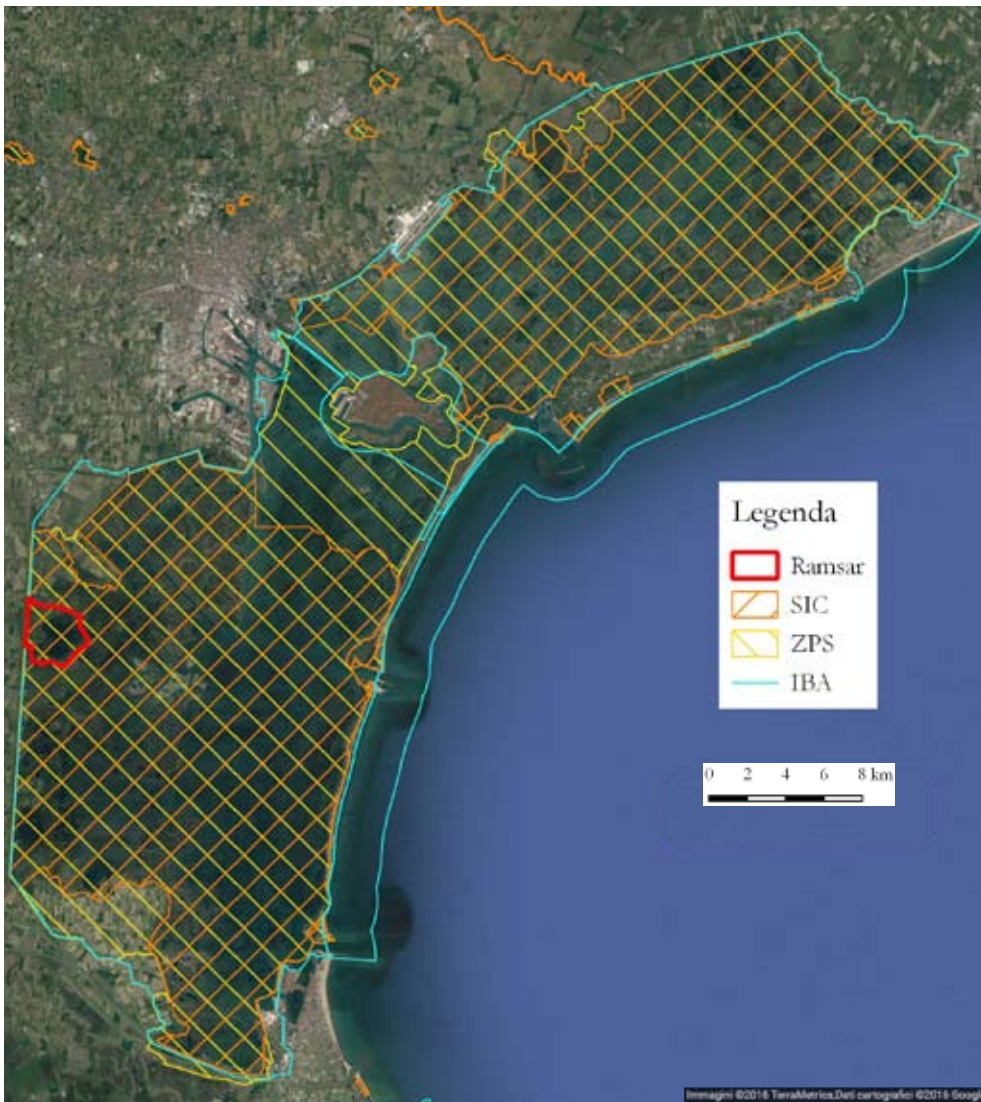 Legenda
Ramsar
SIC
ZPS
IBA
0 2 4 6 8 km
Immagini ©2016 TerraMetrics,Dati cartografici ©2016 Googl